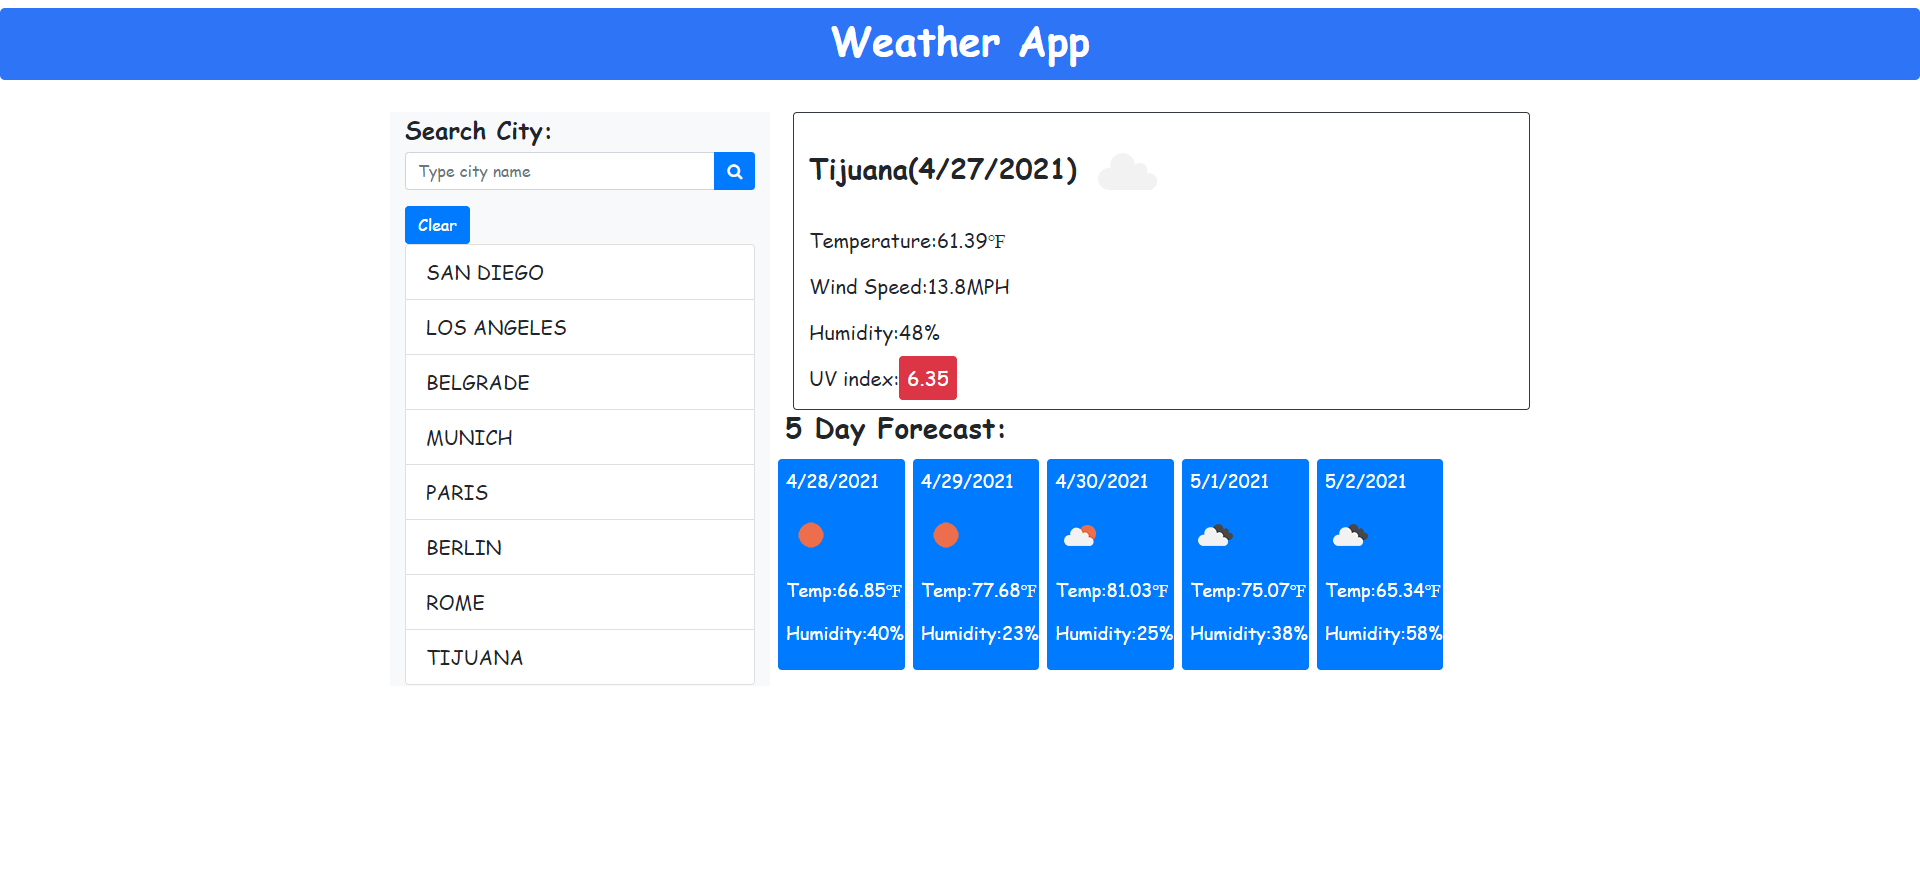 Weather App
Search City:
Type city name
Clear
SAN DIEGO
LOS ANGELES
BELGRADE
MUNICH
PARIS
BERLIN
ROME
TIJUANA
Tijuana(4/27/2021)
Temperature:61.39°F
Wind Speed:13.8MPH
Humidity:48%
UV index:6.35
5 Day Forecast:
4/28/2021
Temp:66.85°F
Humidity:40%
4/29/2021
Temp:77.68°F
Humidity:23%
4/30/2021
Temp:81.03°F
Humidity:25%
5/1/2021
Temp:75.07°F
Humidity:38%
5/2/2021
Temp:65.34°F
Humidity:58%